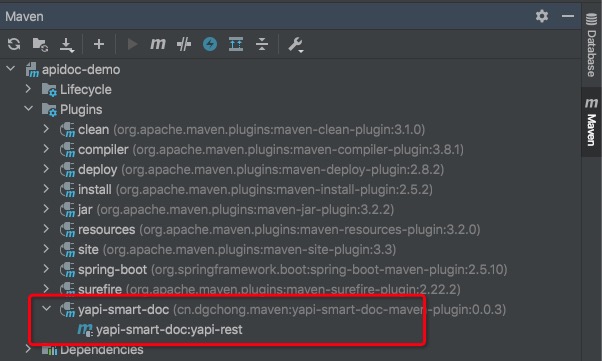 Maven
apidoc-demo
Lifecycle
Plugins
clean (org.apache.maven.plugins:maven-clean-plugin:3.1.0)
compiler (org.apache.maven.plugins:maven-compiler-plugin:3.8.1)
deploy (org.apache.maven.plugins:maven-deploy-plugin:2.8.2)
install (org.apache.maven.plugins:maven-install-plugin:2.5.2)
jar (org.apache.maven.plugins:maven-jar-plugin:3.2.2)
resources (org.apache.maven.plugins:maven-resources-plugin:3.2.0)
site (org.apache.maven.plugins:maven-site-plugin:3.3)
spring-boot (org.springframework.boot:spring-boot-maven-plugin:2.5.10)
surefire (org.apache.maven.plugins:maven-surefire-plugin:2.22.2)
yapi-smart-doc (cn.dgchong.maven:yapi-smart-doc-maven-plugin:0.0.3)
yapi-smart-doc:yapi-rest
Dependencies
Database
Maven